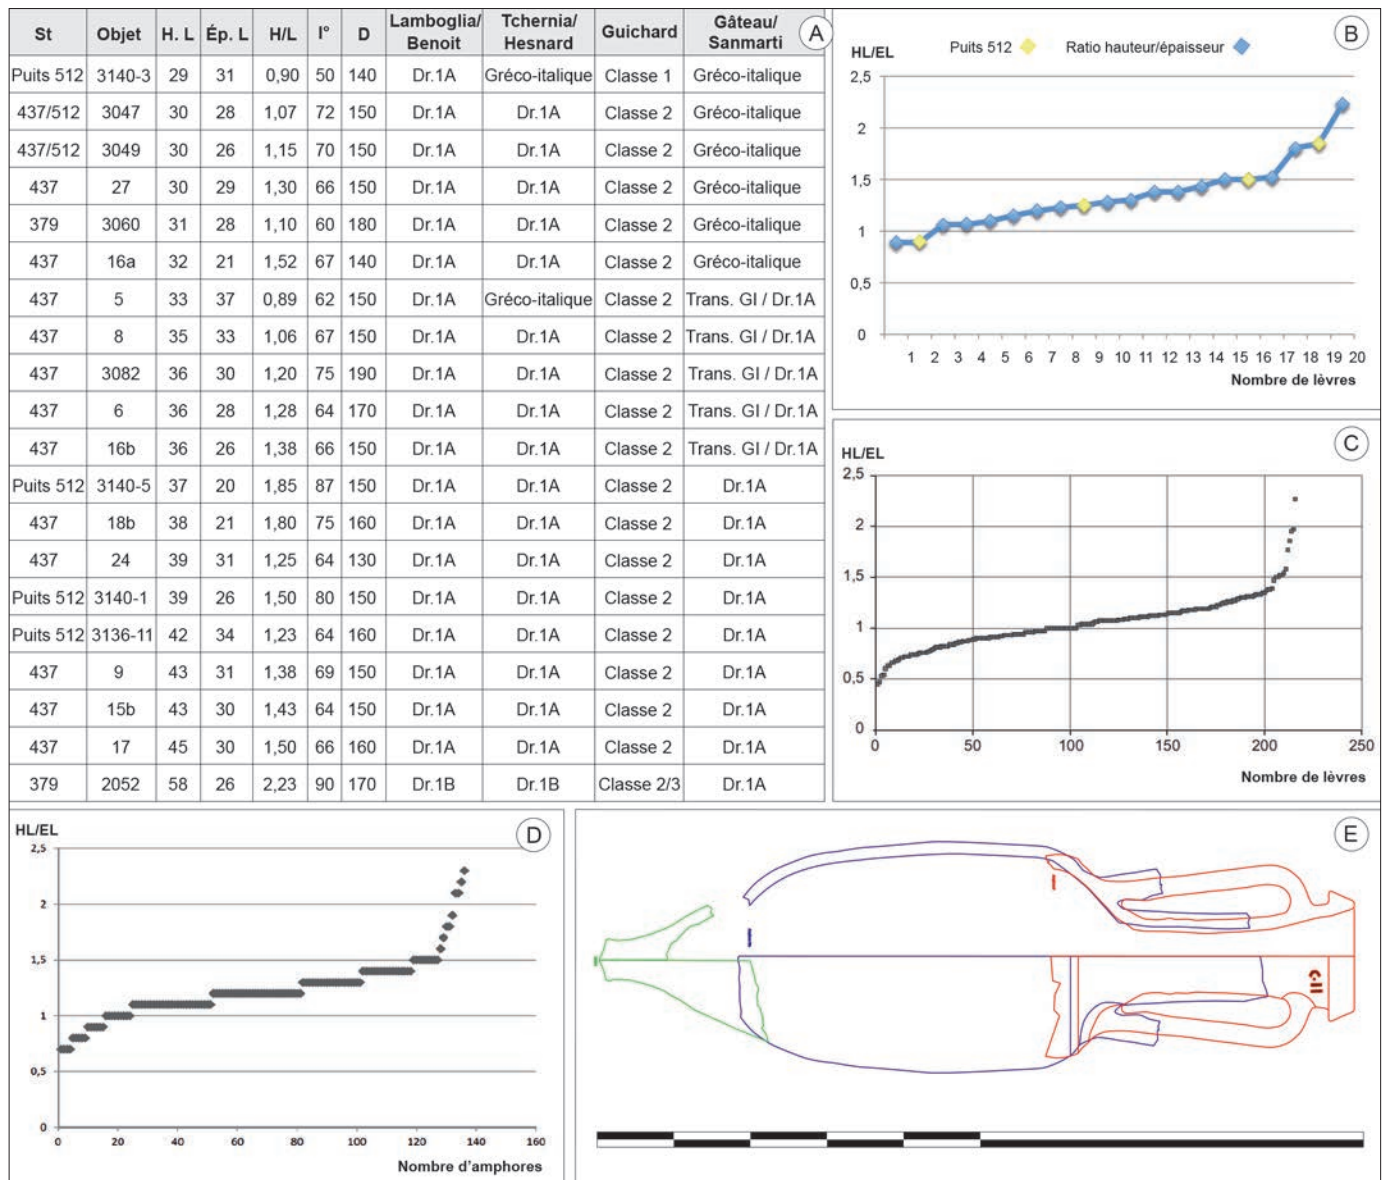 St Objet H. L Ép. L H/L I° D Lamboglia/ Benoit Tchernia/ Hesnard Guichard Gâteau/ Sanmarti A
Puits 512 3140-3 29 31 0,90 50 140 Dr.1A Gréco-italique Classe 1 Gréco-italique
437/512 3047 30 28 1,07 72 150 Dr.1A Dr.1A Classe 2 Gréco-italique
437/512 3049 30 26 1,15 70 150 Dr.1A Dr.1A Classe 2 Gréco-italique
437 27 30 29 1,30 66 150 Dr.1A Dr.1A Classe 2 Gréco-italique
379 3060 31 28 1,10 60 180 Dr.1A Dr.1A Classe 2 Gréco-italique
437 16a 32 21 1,52 67 140 Dr.1A Dr.1A Classe 2 Gréco-italique
437 5 33 37 0,89 62 150 Dr.1A Gréco-italique Classe 2 Trans. GI / Dr.1A
437 8 35 33 1,06 67 150 Dr.1A Dr.1A Classe 2 Trans. GI / Dr.1A
437 3082 36 30 1,20 75 190 Dr.1A Dr.1A Classe 2 Trans. GI / Dr.1A
437 6 36 28 1,28 64 170 Dr.1A Dr.1A Classe 2 Trans. GI / Dr.1A
437 16b 36 26 1,38 66 150 Dr.1A Dr.1A Classe 2 Trans. GI / Dr.1A
Puits 512 3140-5 37 20 1,85 87 150 Dr.1A Dr.1A Classe 2 Dr.1A
437 18b 38 21 1,80 75 160 Dr.1A Dr.1A Classe 2 Dr.1A
437 24 39 31 1,25 64 130 Dr.1A Dr.1A Classe 2 Dr.1A
Puits 512 3140-1 39 26 1,50 80 150 Dr.1A Dr.1A Classe 2 Dr.1A
Puits 512 3136-11 42 34 1,23 64 160 Dr.1A Dr.1A Classe 2 Dr.1A
437 9 43 31 1,38 69 150 Dr.1A Dr.1A Classe 2 Dr.1A
437 15b 43 30 1,43 64 150 Dr.1A Dr.1A Classe 2 Dr.1A
437 17 45 30 1,50 66 160 Dr.1A Dr.1A Classe 2 Dr.1A
379 2052 58 26 2,23 90 170 Dr.1B Dr.1B Classe 2/3 Dr.1A
HL/EL Puits 512 Ratio hauteur/épaisseur B
2,5
2
1,5
1
0,5
0
1 2 3 4 5 6 7 8 9 10 11 12 13 14 15 16 17 18 19 20
Nombre de lèvres
HL/EL C
2,5
2
1,5
1
0,5
0
0 50 100 150 200 250
Nombre de lèvres
HL/EL D
2,5
2
1,5
1
0,5
0
0 20 40 60 80 100 120 140 160
Nombre d'amphores
E